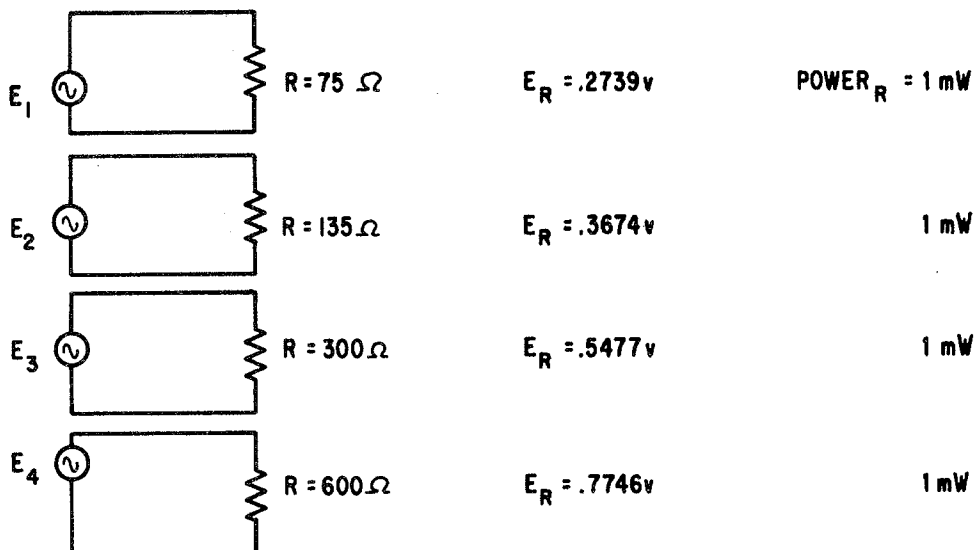 E1 R = 75 Ω ER = .2739v POWERR = 1 mW
E2 R = 135 Ω ER = .3674v 1 mW
E3 R = 300 Ω ER = .5477v 1 mW
E4 R = 600 Ω ER = .7746v 1 mW